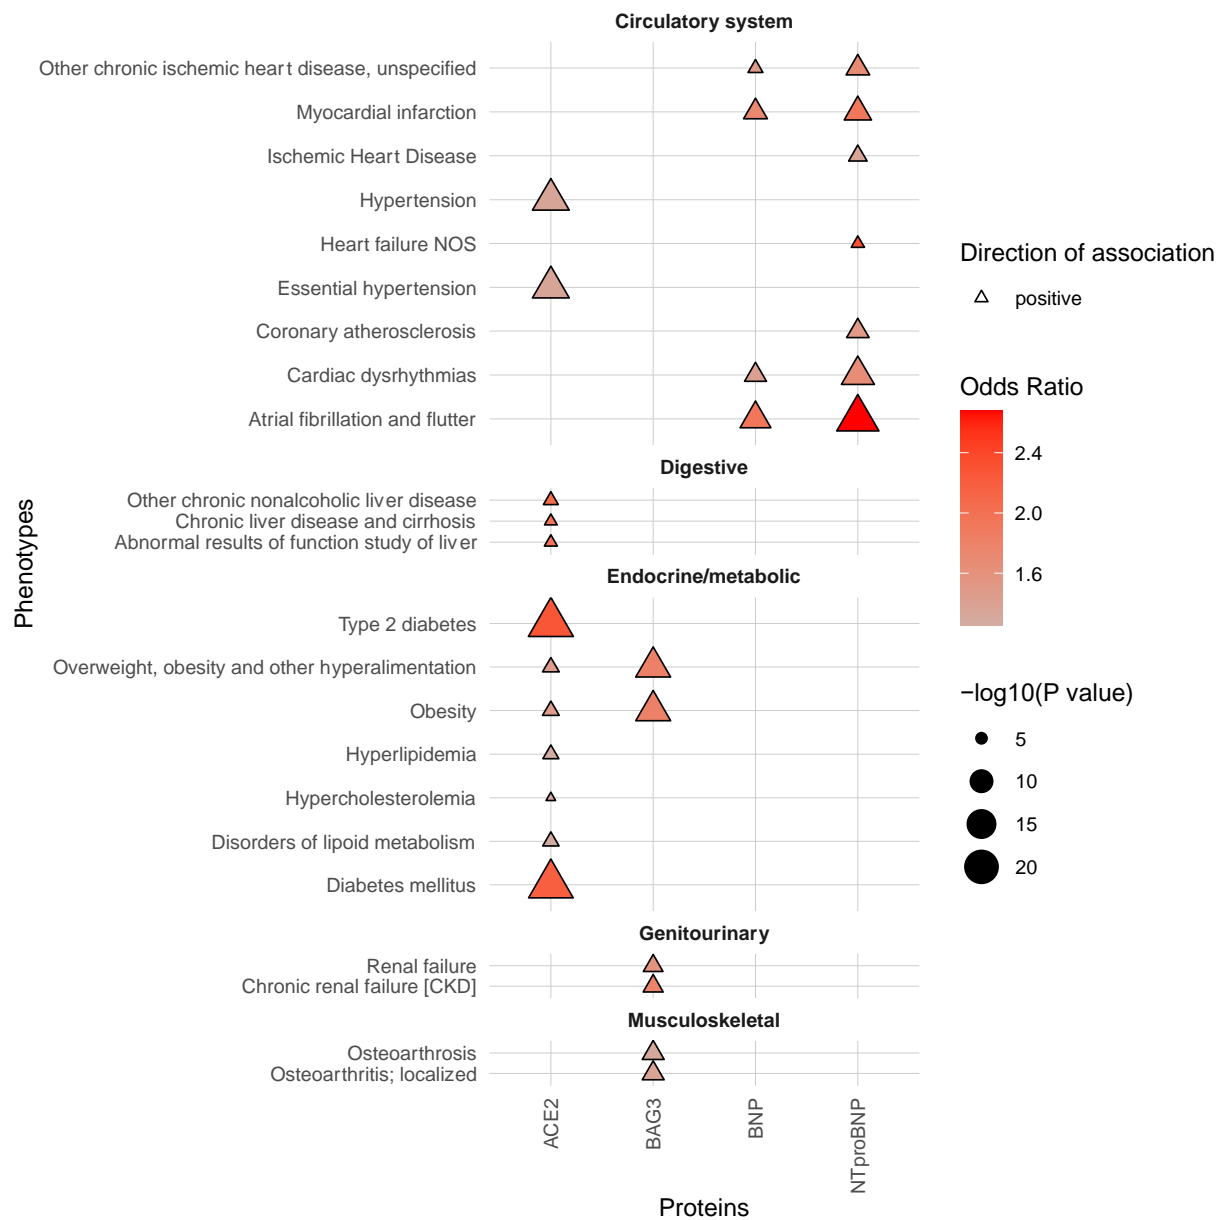 Circulatory system
Other chronic ischemic heart disease, unspecified
Myocardial infarction
Ischemic Heart Disease
Hypertension
Heart failure NOS
Essential hypertension
Coronary atherosclerosis
Cardiac dysrhythmias
Atrial fibrillation and flutter
Digestive
Other chronic nonalcoholic liver disease
Chronic liver disease and cirrhosis
Abnormal results of function study of liver
Endocrine/metabolic
Type 2 diabetes
Overweight, obesity and other hyperalimentation
Obesity
Hyperlipidemia
Hypercholesterolemia
Disorders of lipoid metabolism
Diabetes mellitus
Genitourinary
Renal failure
Chronic renal failure [CKD]
Musculoskeletal
Osteoarthrosis
Osteoarthritis; localized
Phenotypes
ACE2
BAG3
BNP
NTproBNP
Proteins
Direction of association
positive
Odds Ratio
2.4
2.0
1.6
−log10(P value)
5
10
15
20